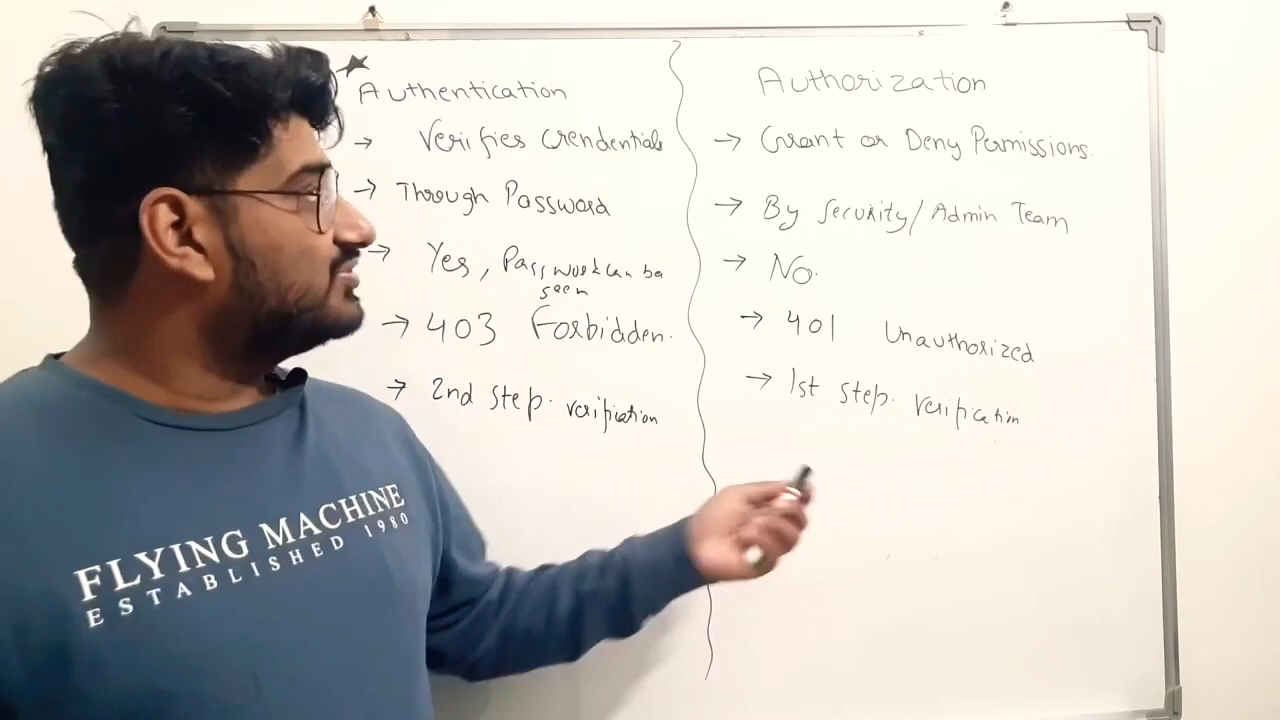 Authentication
→ Verifies Crendentials
→ Through Password
→ Yes, Password can be
seen
→ 403 Forbidden.
→ 2nd step. verification
Authorization
→ Grant or Deny Permissions.
→ By Security/Admin Team
→ No.
→ 401 Unauthorized
→ 1st step. verification
FLYING MACHINE
ESTABLISHED 1980